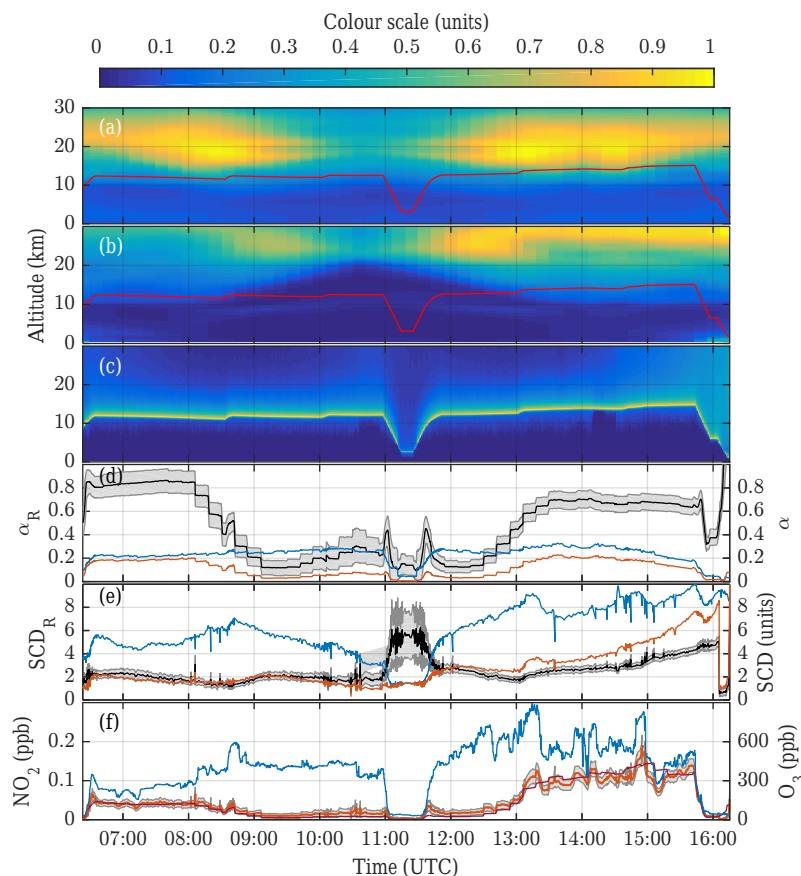 Colour scale (units)
0 0.1 0.2 0.3 0.4 0.5 0.6 0.7 0.8 0.9 1
(a)
30
20
10
0
(b)
20
10
0
Altitude (km)
(c)
20
10
0
(d)
0.8
0.6
0.4
0.2
0
α_R
0.8
0.6
0.4
0.2
0
α
(e)
8
6
4
2
0
SCD_R
8
6
4
2
0
SCD (units)
(f)
0.2
0.1
0
NO₂ (ppb)
600
300
0
O₃ (ppb)
07:00 08:00 09:00 10:00 11:00 12:00 13:00 14:00 15:00 16:00
Time (UTC)